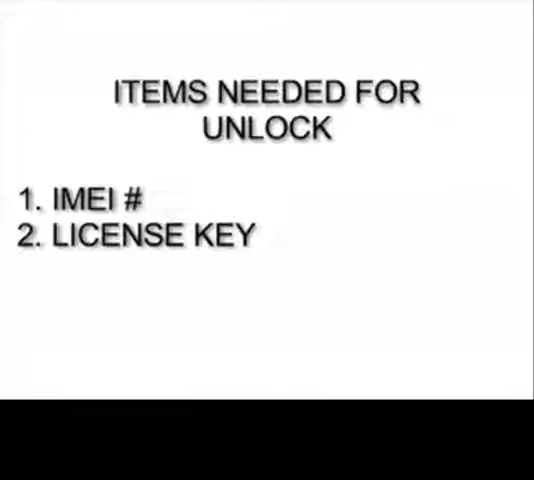 ITEMS NEEDED FOR
UNLOCK
1. IMEI #
2. LICENSE KEY